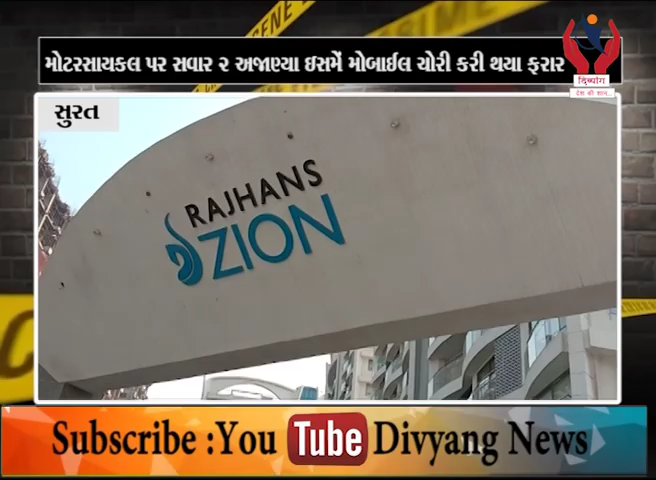 મોટરસાયકલ પર સવાર ૨ અજાણ્યા ઇસમેં મોબાઈલ ચોરી કરી થયા ફરાર
दिव्यांग
देश की शान...
સુરત
RAJHANS
ZION
Subscribe :You Tube Divyang News